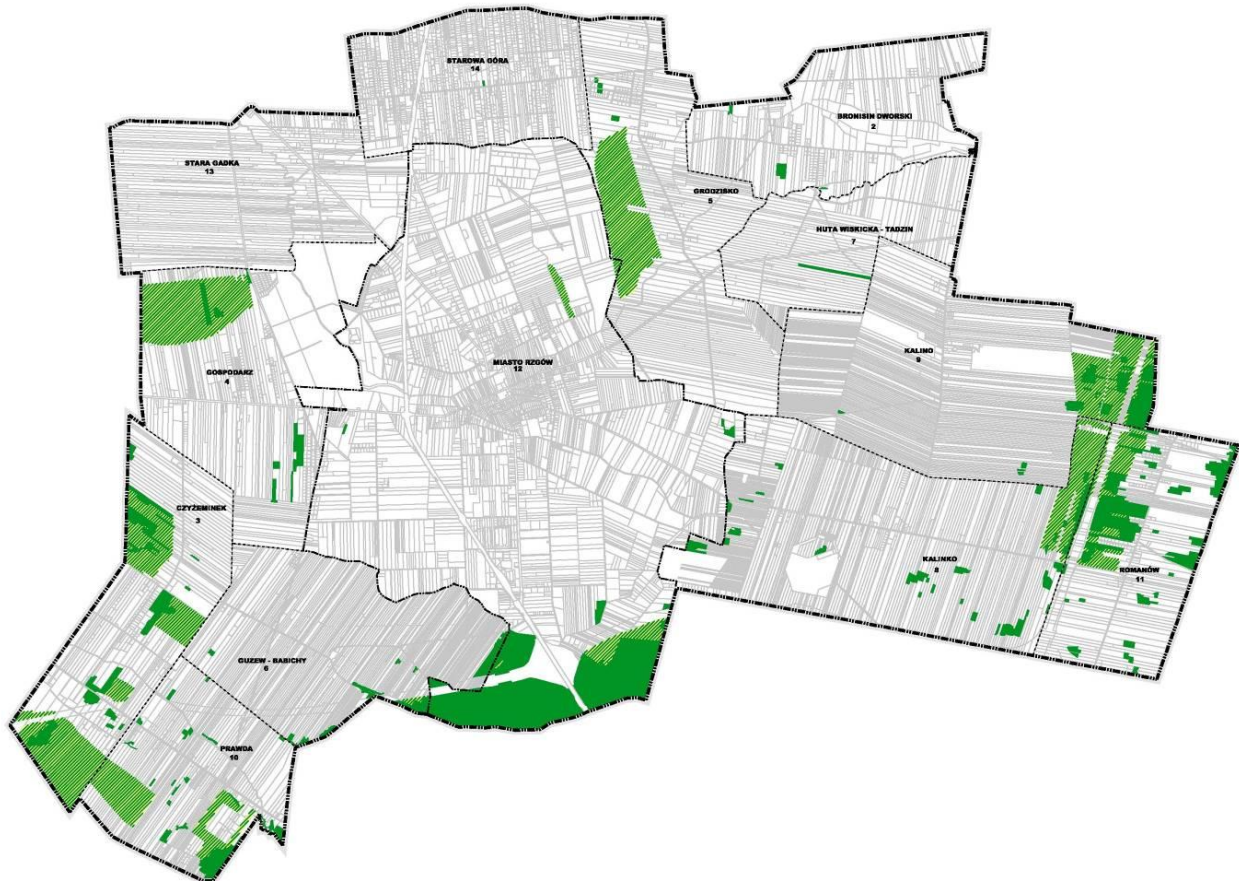 STAROWA GÓRA
14
BRONISIN DWORSKI
2
STARA GADKA
13
GRODZISKO
5
HUTA WISKICKA - TADZIN
7
KALINO
9
MIASTO RZGÓW
12
GOSPODARZ
4
CZYŻEMINEK
3
KALINKO
8
ROMANÓW
11
GUZEW - BABICHY
6
PRAWDA
10